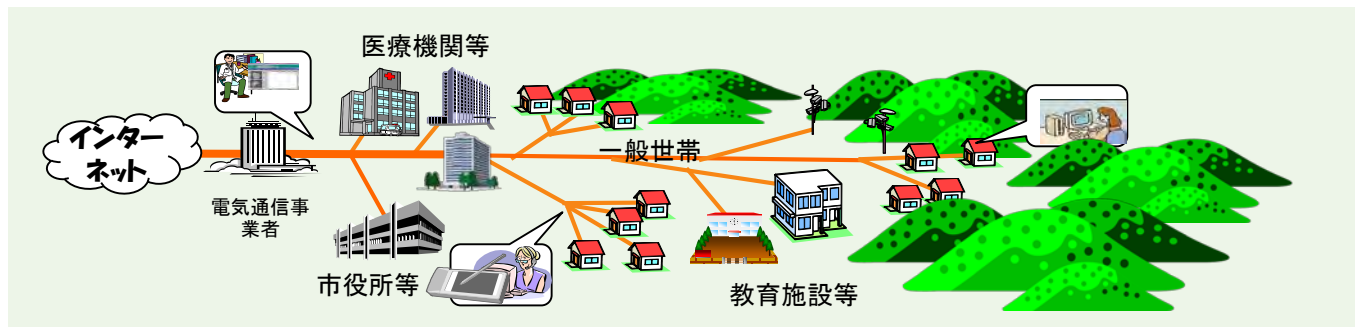 医療機関等
インター
ネット
一般世帯
電気通信事
業者
市役所等
教育施設等